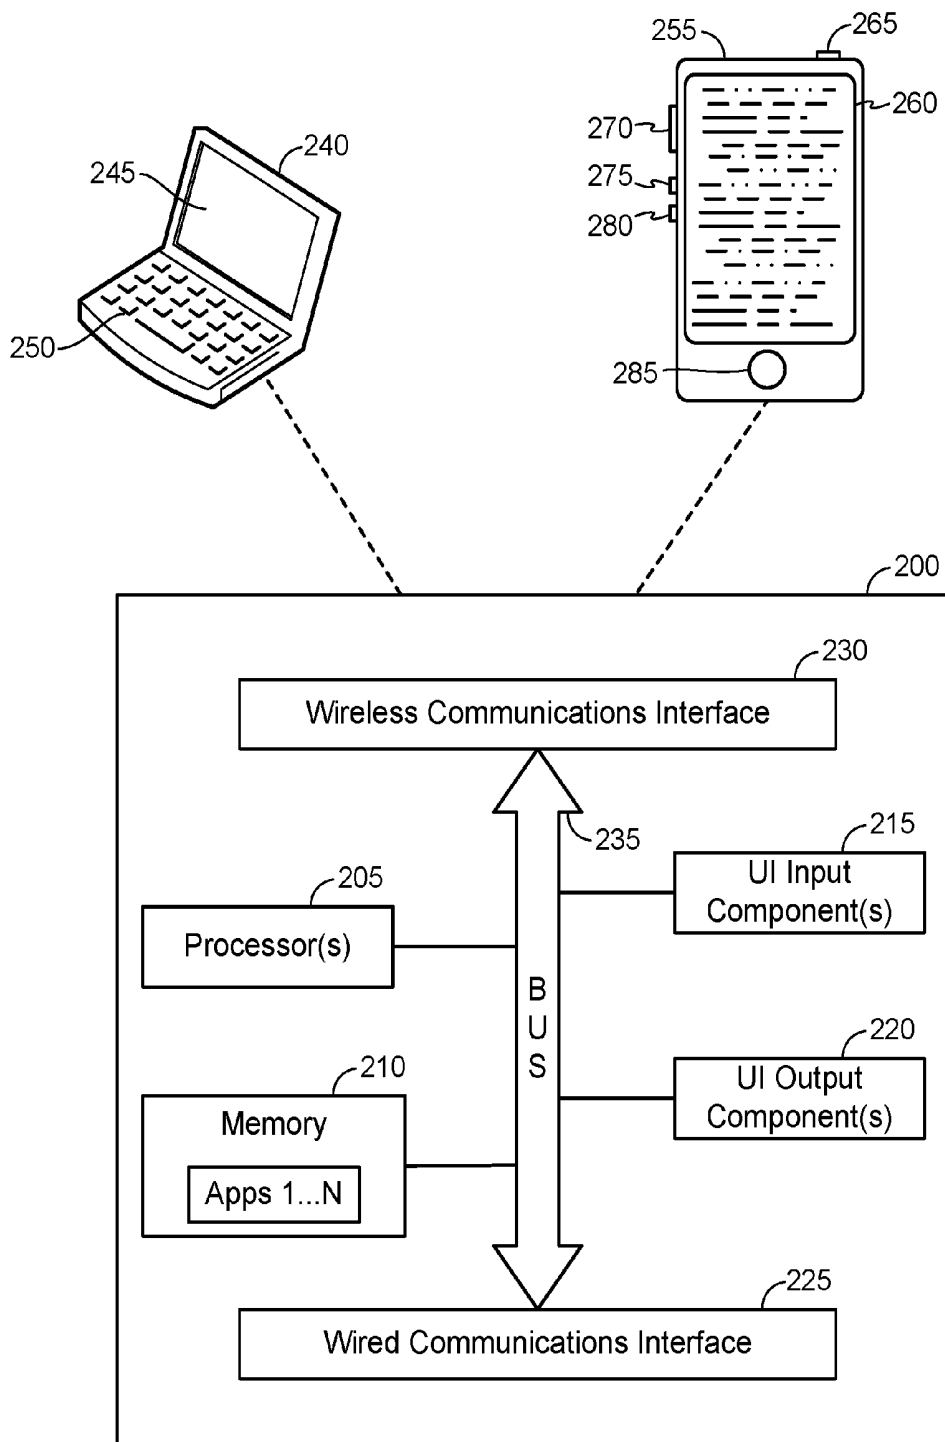 265
255
260
270
275
280
285
240
245
250
200
230
Wireless Communications Interface
235
215
UI Input
Component(s)
205
Processor(s)
B
U
S
220
UI Output
Component(s)
210
Memory
Apps 1...N
225
Wired Communications Interface